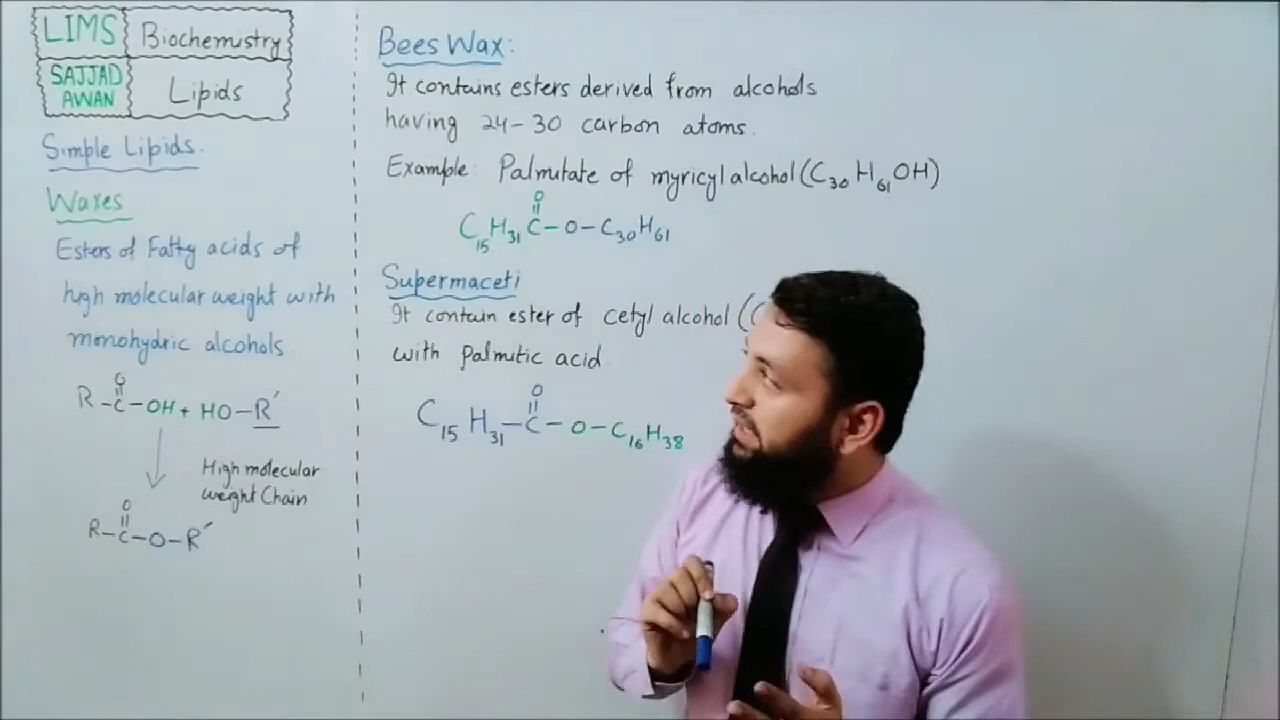 LIMS Biochemistry
SAJJAD AWAN Lipids
Simple Lipids.
Waxes
Esters of Fatty acids of
high molecular weight with
monohydric alcohols.
O
R-C-OH + HO-R'
High molecular
weight Chain
O
R-C-O-R'
Bees Wax:
It contains esters derived from alcohols
having 24-30 carbon atoms.
Example: Palmitate of myricyl alcohol (C30H61OH)
O
C15H31C-O-C30H61
Supermaceti
It contain ester of cetyl alcohol (C
with palmitic acid
O
C15H31-C-O-C16H38